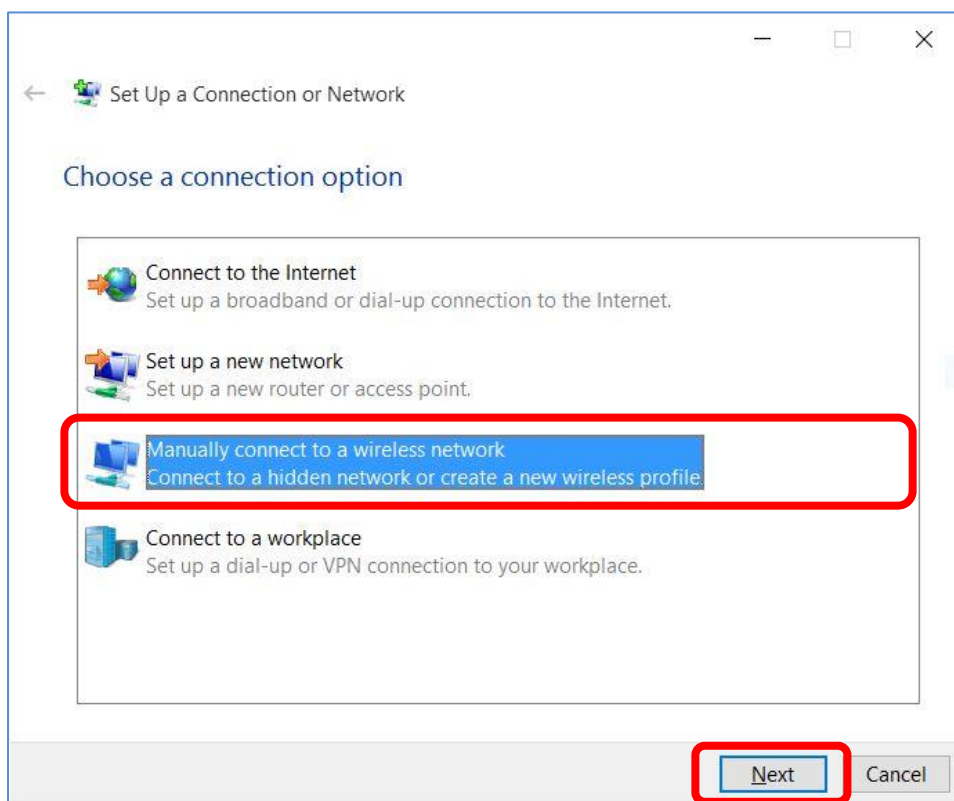 Set Up a Connection or Network
Choose a connection option
Connect to the Internet
Set up a broadband or dial-up connection to the Internet.
Set up a new network
Set up a new router or access point.
Manually connect to a wireless network
Connect to a hidden network or create a new wireless profile.
Connect to a workplace
Set up a dial-up or VPN connection to your workplace.
Next Cancel